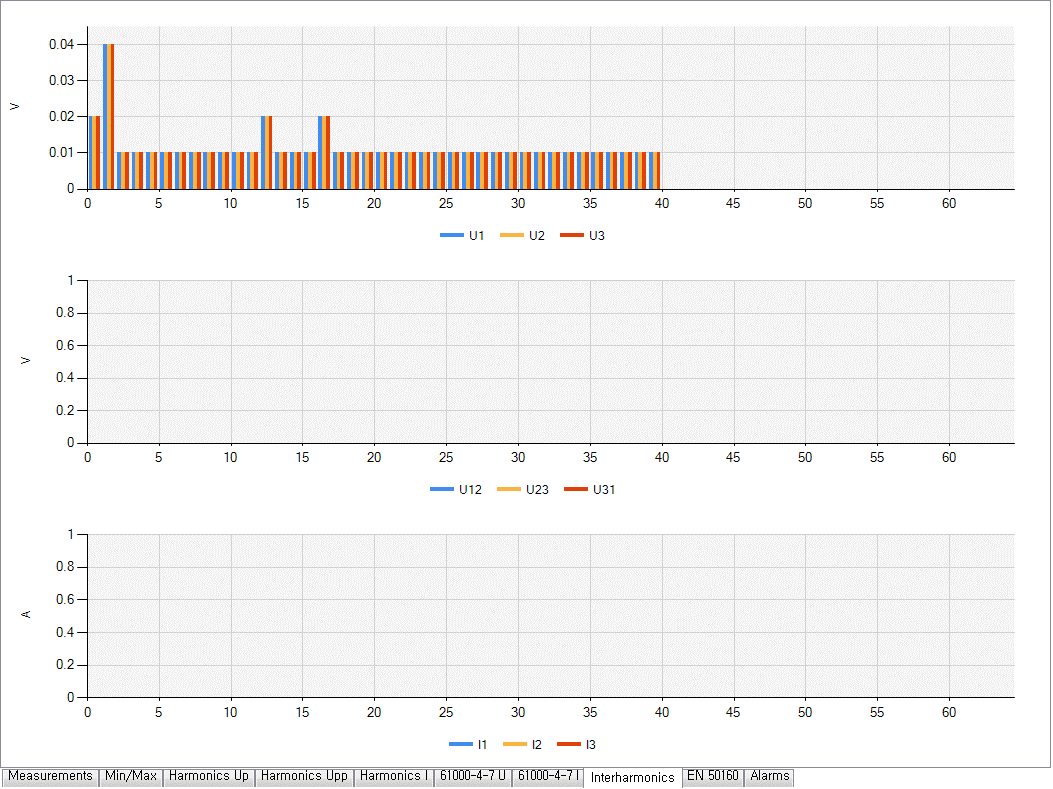 0.04
0.03
V
0.02
0.01
0
0 5 10 15 20 25 30 35 40 45 50 55 60
U1 U2 U3
1
0.8
0.6
V
0.4
0.2
0
0 5 10 15 20 25 30 35 40 45 50 55 60
U12 U23 U31
1
0.8
0.6
A
0.4
0.2
0
0 5 10 15 20 25 30 35 40 45 50 55 60
I1 I2 I3
Measurements Min/Max Harmonics Up Harmonics Upp Harmonics I 61000-4-7 U 61000-4-7 I Interharmonics EN 50160 Alarms